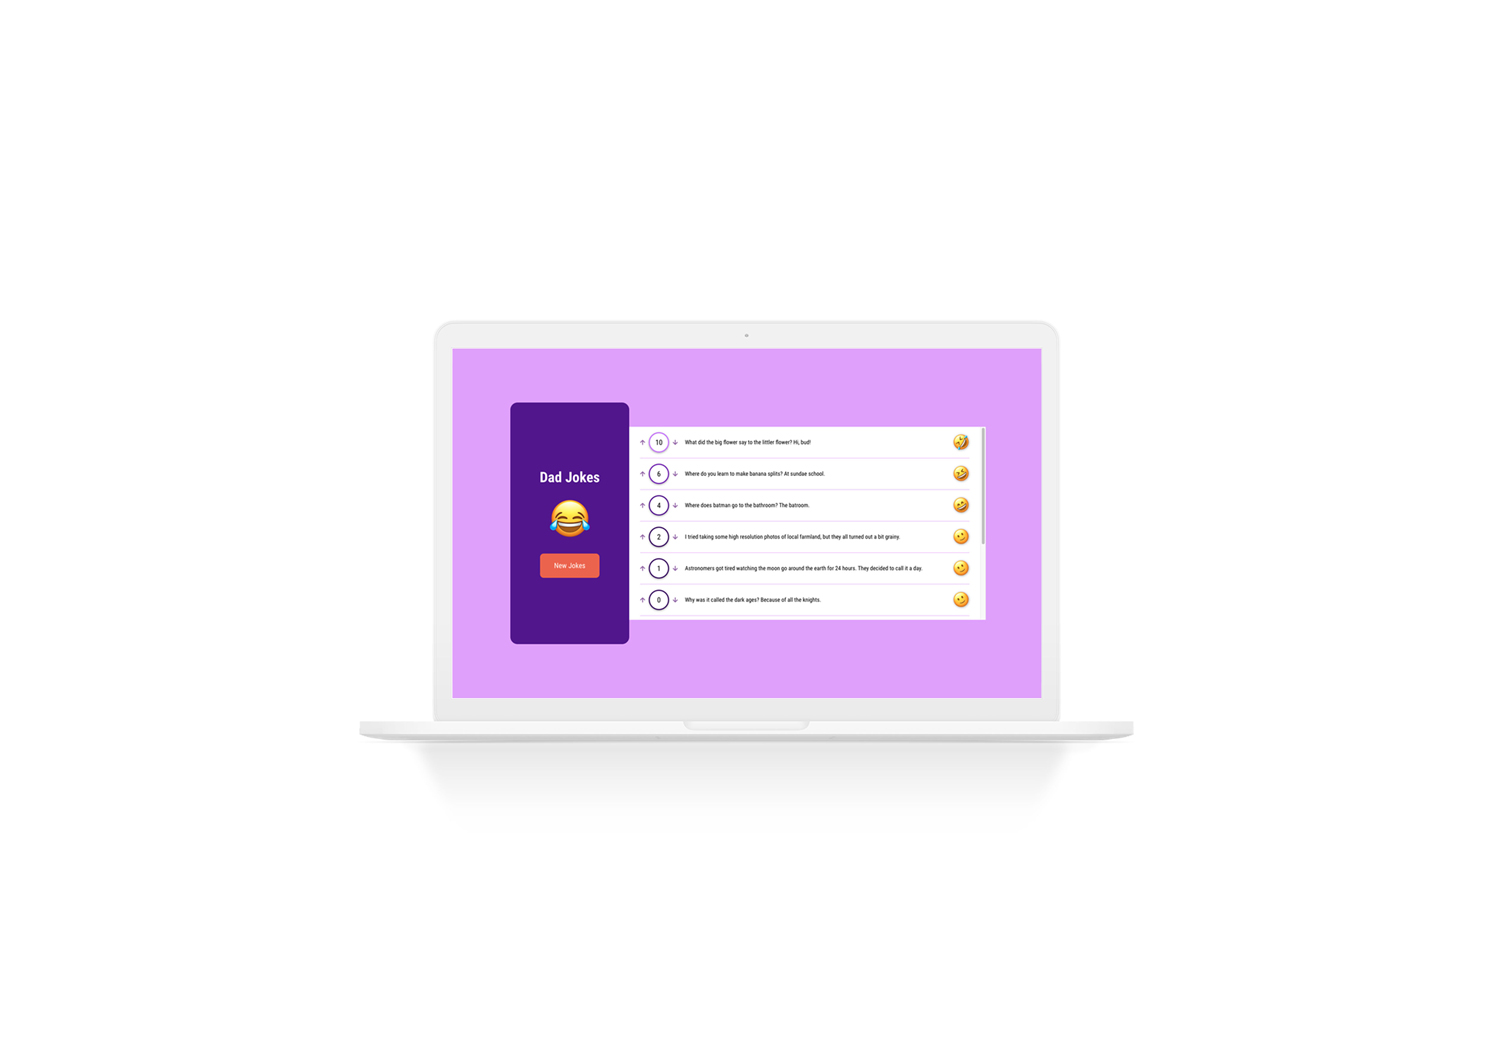 Dad Jokes
New Jokes
10 What did the big flower say to the littler flower? Hi, bud!
6 Where do you learn to make banana splits? At sundae school.
4 Where does batman go to the bathroom? The batroom.
2 I tried taking some high resolution photos of local farmland, but they all turned out a bit grainy.
1 Astronomers got tired watching the moon go around the earth for 24 hours. They decided to call it a day.
0 Why was it called the dark ages? Because of all the knights.